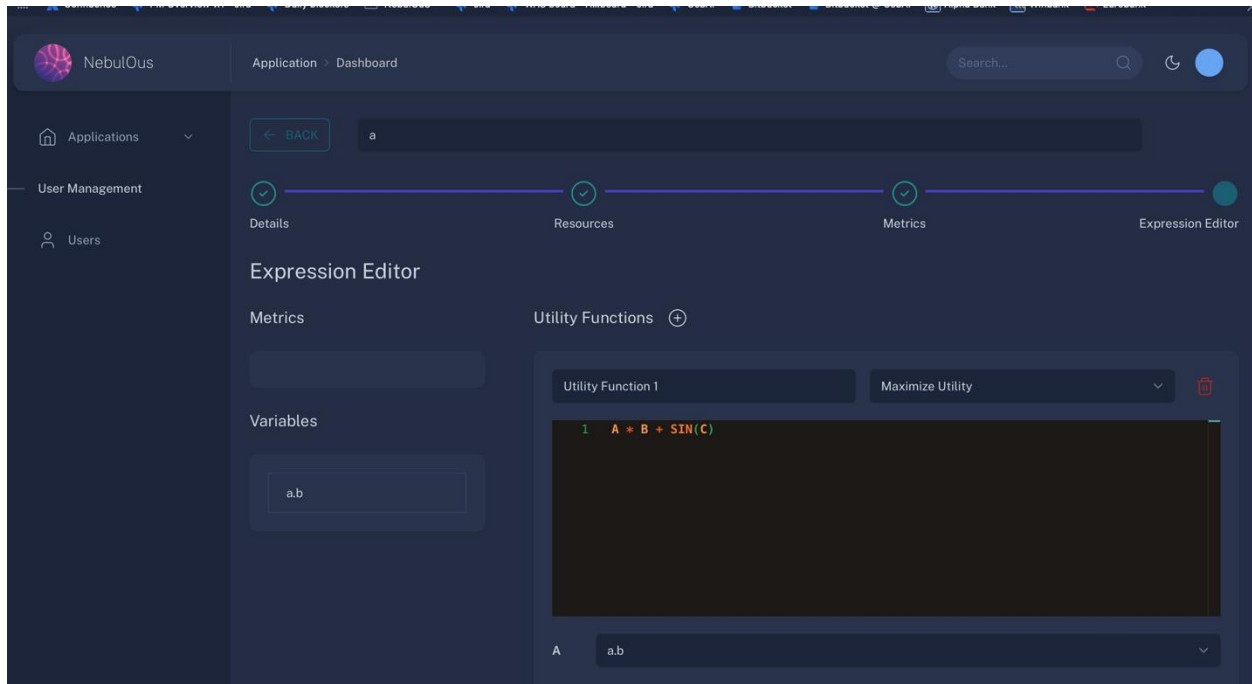 NebulOus
Application > Dashboard
Search...
Applications
User Management
Users
← BACK
a
Details
Resources
Metrics
Expression Editor
Expression Editor
Metrics
Variables
a.b
Utility Functions
Utility Function 1
Maximize Utility
1 A * B + SIN(C)
A
a.b